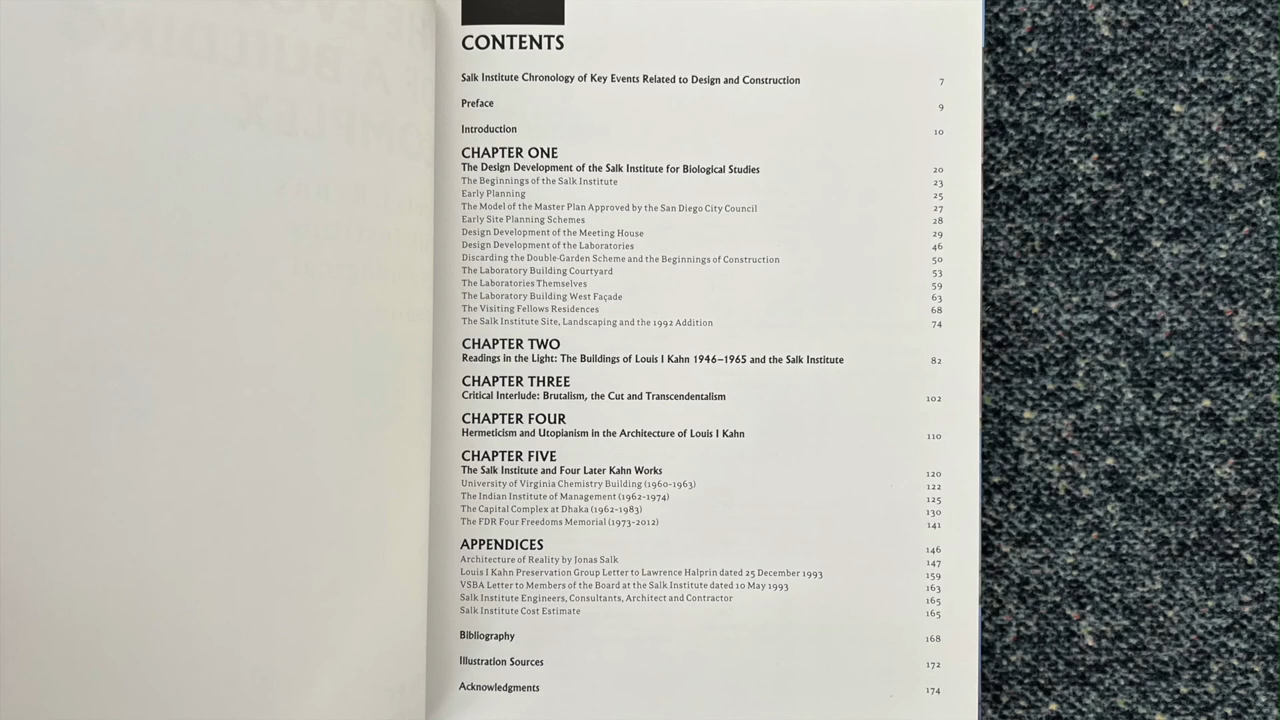 CONTENTS
Salk Institute Chronology of Key Events Related to Design and Construction 7
Preface 9
Introduction 10
CHAPTER ONE
The Design Development of the Salk Institute for Biological Studies 20
The Beginnings of the Salk Institute 23
Early Planning 25
The Model of the Master Plan Approved by the San Diego City Council 27
Early Site Planning Schemes 28
Design Development of the Meeting House 29
Design Development of the Laboratories 46
Discarding the Double-Garden Scheme and the Beginnings of Construction 50
The Laboratory Building Courtyard 53
The Laboratories Themselves 59
The Laboratory Building West Façade 63
The Visiting Fellows Residences 68
The Salk Institute Site, Landscaping and the 1992 Addition 74
CHAPTER TWO
Readings in the Light: The Buildings of Louis I Kahn 1946–1965 and the Salk Institute 82
CHAPTER THREE
Critical Interlude: Brutalism, the Cut and Transcendentalism 102
CHAPTER FOUR
Hermeticism and Utopianism in the Architecture of Louis I Kahn 110
CHAPTER FIVE
The Salk Institute and Four Later Kahn Works 120
University of Virginia Chemistry Building (1960-1963) 122
The Indian Institute of Management (1962-1974) 125
The Capital Complex at Dhaka (1962-1983) 130
The FDR Four Freedoms Memorial (1973-2012) 141
APPENDICES 146
Architecture of Reality by Jonas Salk 147
Louis I Kahn Preservation Group Letter to Lawrence Halprin dated 25 December 1993 159
VSBA Letter to Members of the Board at the Salk Institute dated 10 May 1993 163
Salk Institute Engineers, Consultants, Architect and Contractor 165
Salk Institute Cost Estimate 165
Bibliography 168
Illustration Sources 172
Acknowledgments 174